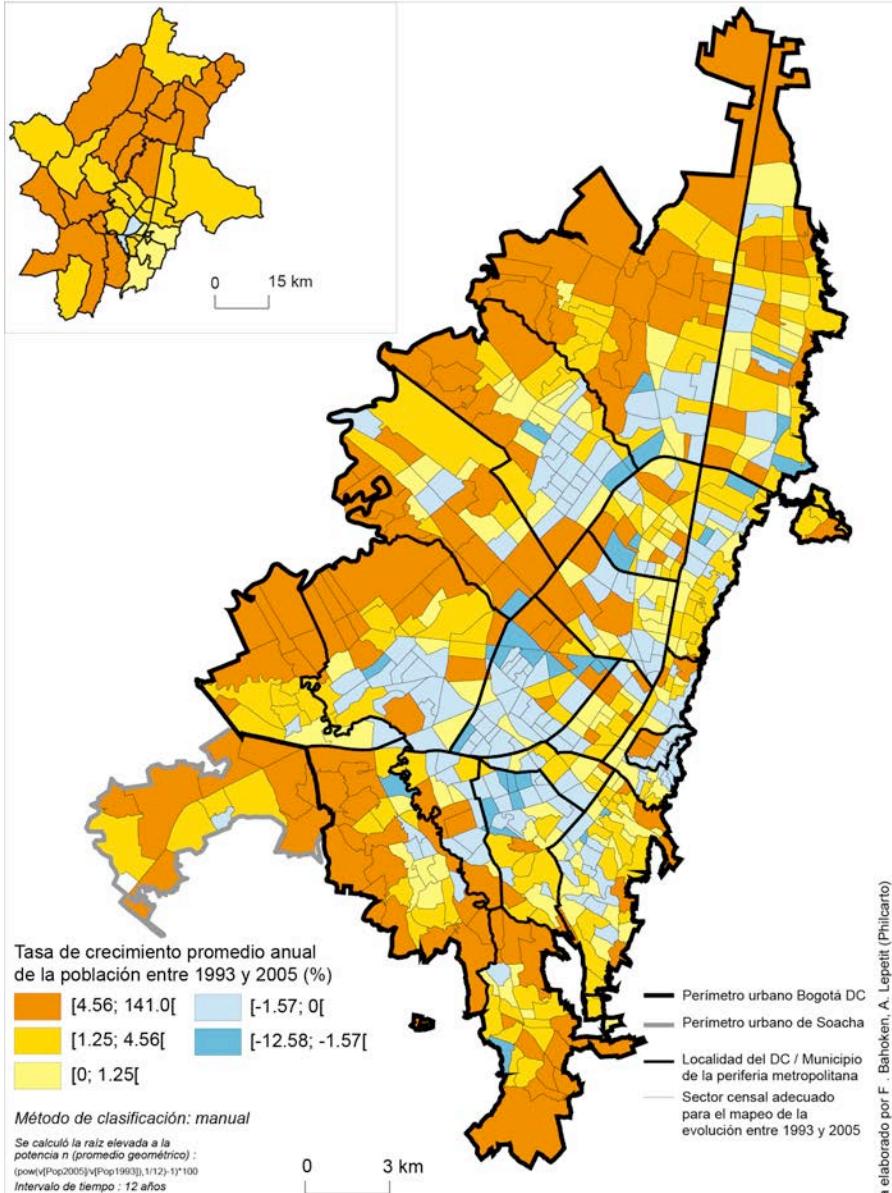 0 15 km
Tasa de crecimiento promedio anual
de la población entre 1993 y 2005 (%)
[4.56; 141.0[
[1.25; 4.56[
[0; 1.25[
[-1.57; 0[
[-12.58; -1.57[
Método de clasificación: manual
Se calculó la raíz elevada a la
potencia n (promedio geométrico) :
(pow(v[Pop2005]/v[Pop1993]),1/12)-1)*100
Intervalo de tiempo : 12 años
0 3 km
Perímetro urbano Bogotá DC
Perímetro urbano de Soacha
Localidad del DC / Municipio
de la periferia metropolitana
Sector censal adecuado
para el mapeo de la
evolución entre 1993 y 2005
elaborado por F . Bahoken, A. Lepetit (Philcarto)